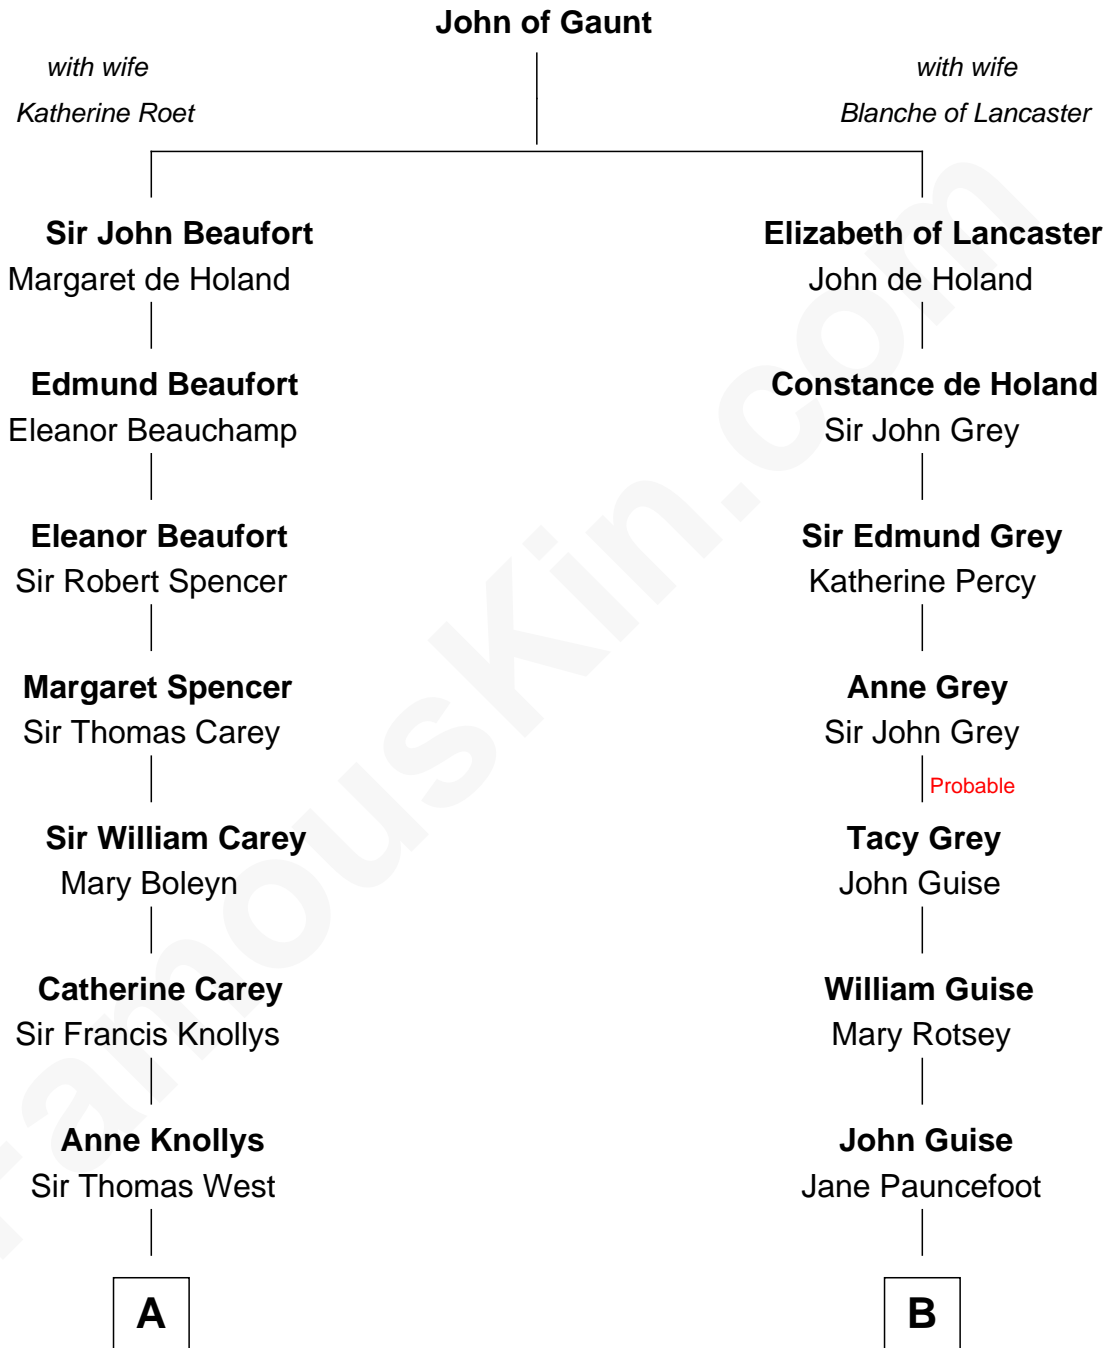 John of Gaunt
with wife
Katherine Roet
with wife
Blanche of Lancaster
Sir John Beaufort
Margaret de Holand
Elizabeth of Lancaster
John de Holand
Edmund Beaufort
Eleanor Beauchamp
Constance de Holand
Sir John Grey
Eleanor Beaufort
Sir Robert Spencer
Sir Edmund Grey
Katherine Percy
Margaret Spencer
Sir Thomas Carey
Anne Grey
Sir John Grey
Probable
Sir William Carey
Mary Boleyn
Tacy Grey
John Guise
Catherine Carey
Sir Francis Knollys
William Guise
Mary Rotsey
Anne Knollys
Sir Thomas West
John Guise
Jane Pauncefoot
A
B
FamousKin.com